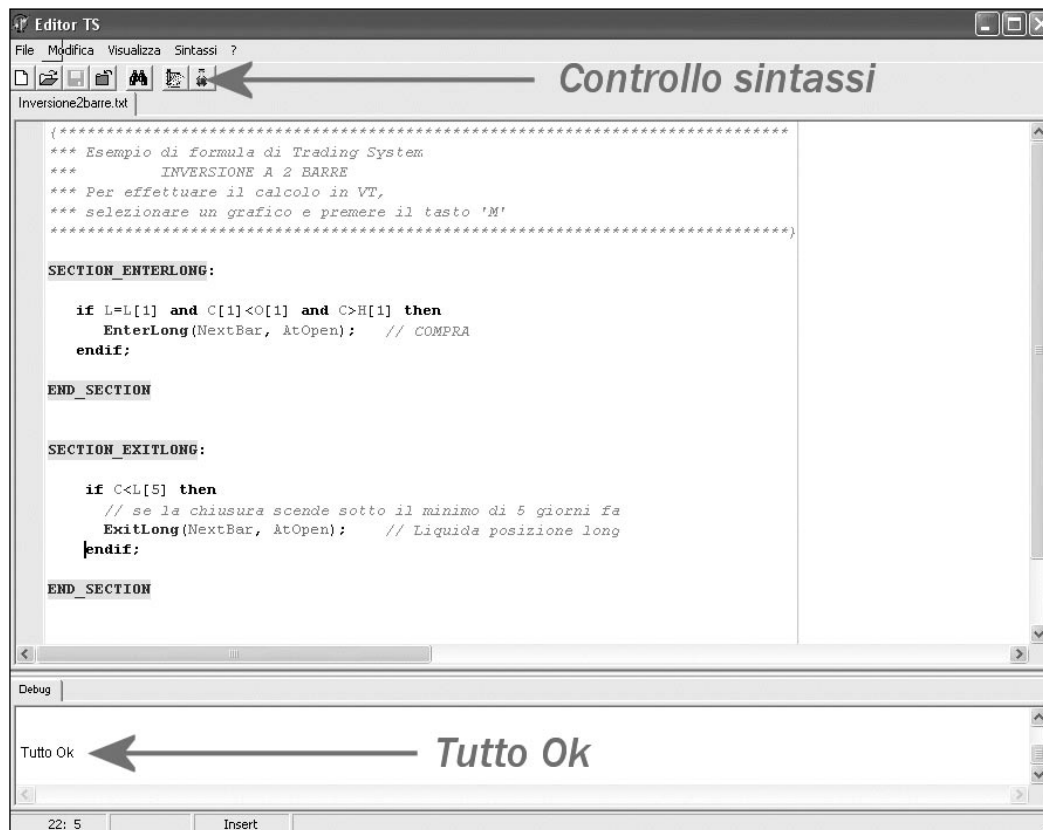 Editor TS
File Modifica Visualizza Sintassi ?
Controllo sintassi
Inversione2barre.txt
{*******************************************************************************
*** Esempio di formula di Trading System
*** INVERSIONE A 2 BARRE
*** Per effettuare il calcolo in VT,
*** selezionare un grafico e premere il tasto 'M'
*******************************************************************************}
SECTION_ENTERLONG:
if L=L[1] and C[1]<O[1] and C>H[1] then
EnterLong(NextBar, AtOpen); // COMPRA
endif;
END_SECTION
SECTION_EXITLONG:
if C<L[5] then
// se la chiusura scende sotto il minimo di 5 giorni fa
ExitLong(NextBar, AtOpen); // Liquida posizione long
endif;
END_SECTION
Debug
Tutto Ok
Tutto Ok
22: 5 Insert